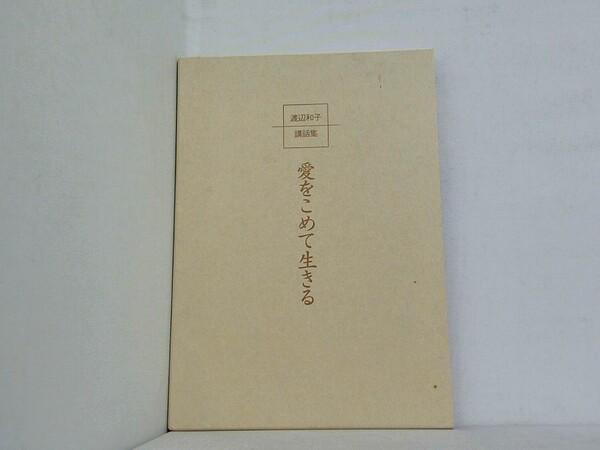 渡辺和子
講話集
愛をこめて生きる